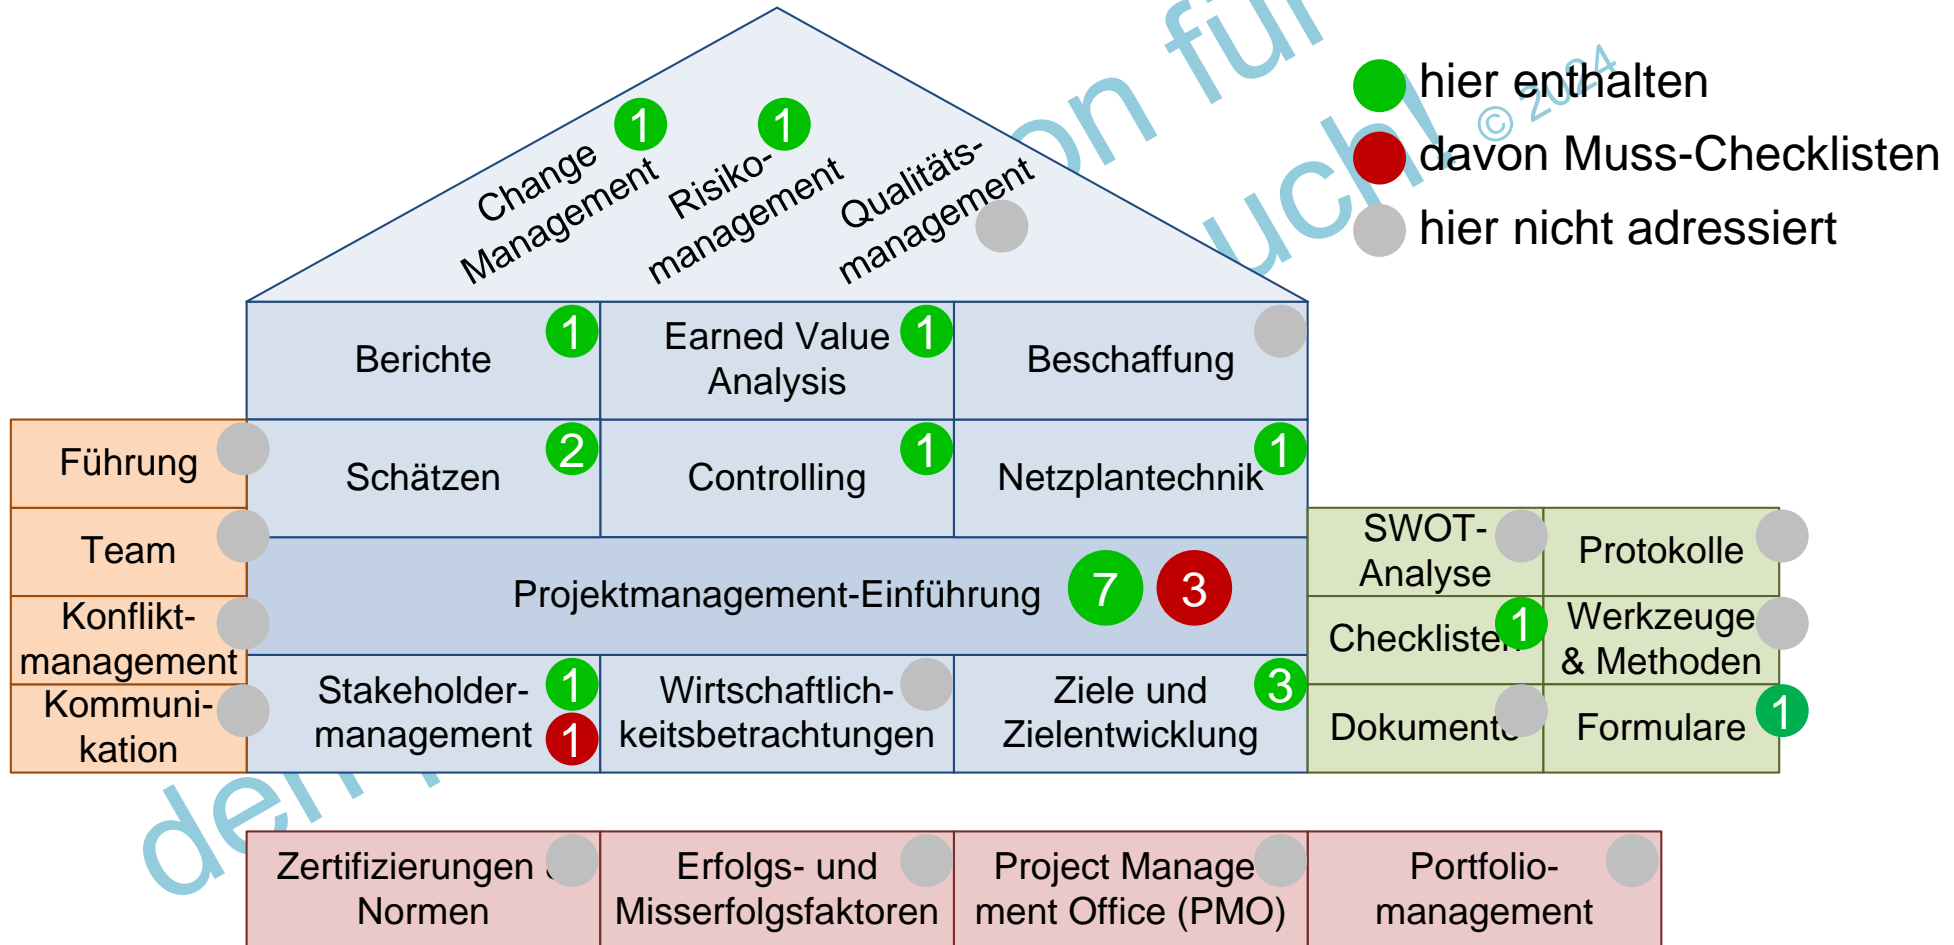 hier enthalten
davon Muss-Checklisten
hier nicht adressiert
© 2024
Change
Management
1
Risiko-
management
1
Qualitäts-
management
Berichte
1
Earned Value
Analysis
1
Beschaffung
Führung
Schätzen
2
Controlling
1
Netzplantechnik
1
Team
Projektmanagement-Einführung
7
3
SWOT-
Analyse
Protokolle
Konflikt-
management
Checklisten
1
Werkzeuge
& Methoden
Kommuni-
kation
Stakeholder-
management
1
1
Wirtschaftlich-
keitsbetrachtungen
Ziele und
Zielentwicklung
3
Dokumente
Formulare
1
Zertifizierungen
Normen
Erfolgs- und
Misserfolgsfaktoren
Project Manage
ment Office (PMO)
Portfolio-
management